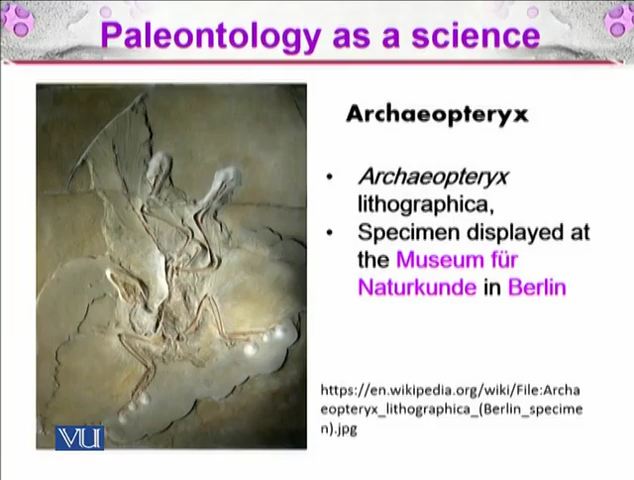 Paleontology as a science
Archaeopteryx
• Archaeopteryx
lithographica,
• Specimen displayed at
the Museum für
Naturkunde in Berlin
https://en.wikipedia.org/wiki/File:Archa
eopteryx_lithographica_(Berlin_specime
n).jpg
VU